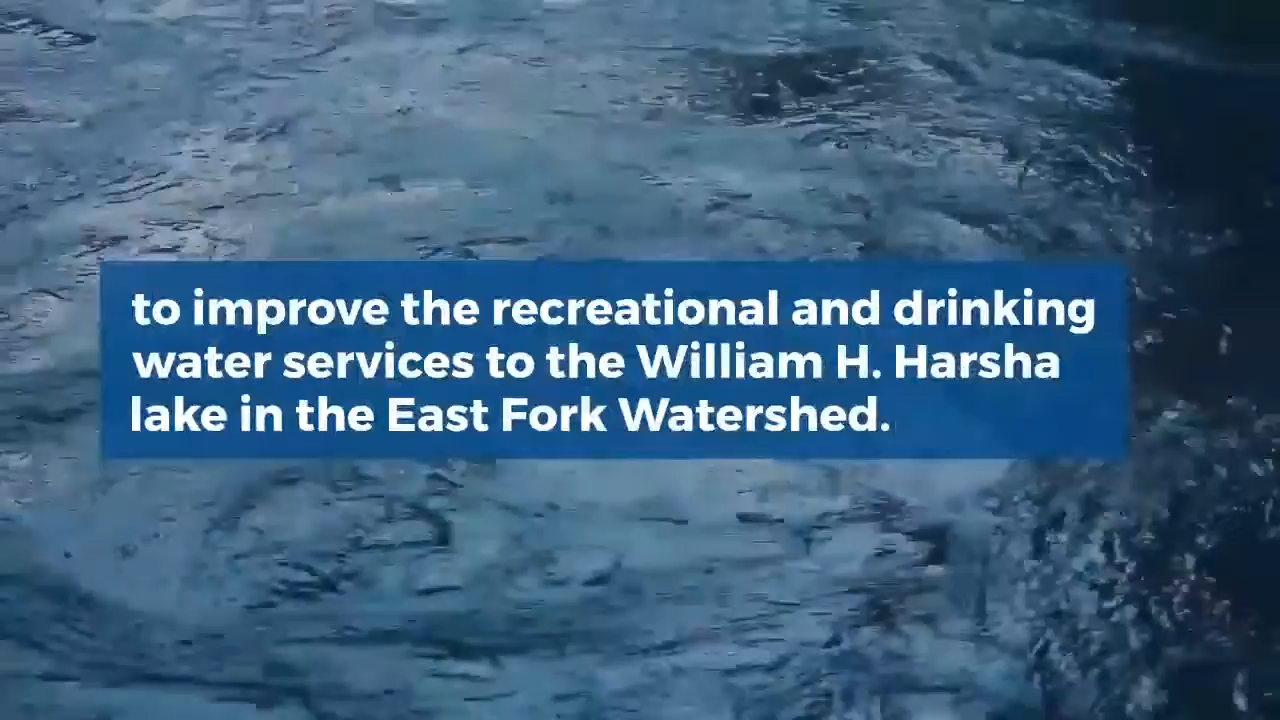 to improve the recreational and drinking
water services to the William H. Harsha
lake in the East Fork Watershed.